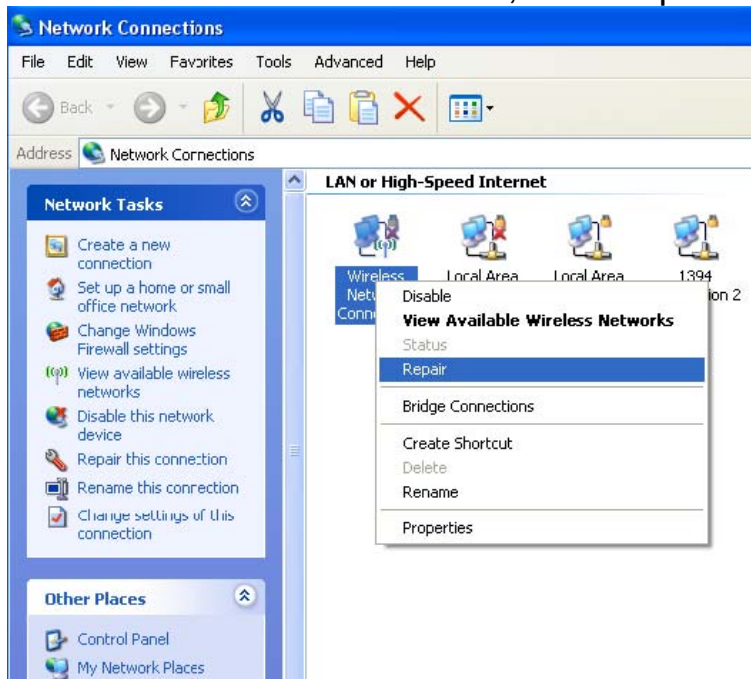 Network Connections
File Edit View Favorites Tools Advanced Help
Back
Address Network Connections
Network Tasks
Create a new
connection
Set up a home or small
office network
Change Windows
Firewall settings
View available wireless
networks
Disable this network
device
Repair this connection
Rename this connection
Change settings of this
connection
Other Places
Control Panel
My Network Places
LAN or High-Speed Internet
Wireless Local Area Local Area 1394
Disable
View Available Wireless Networks
Status
Repair
Bridge Connections
Create Shortcut
Delete
Rename
Properties